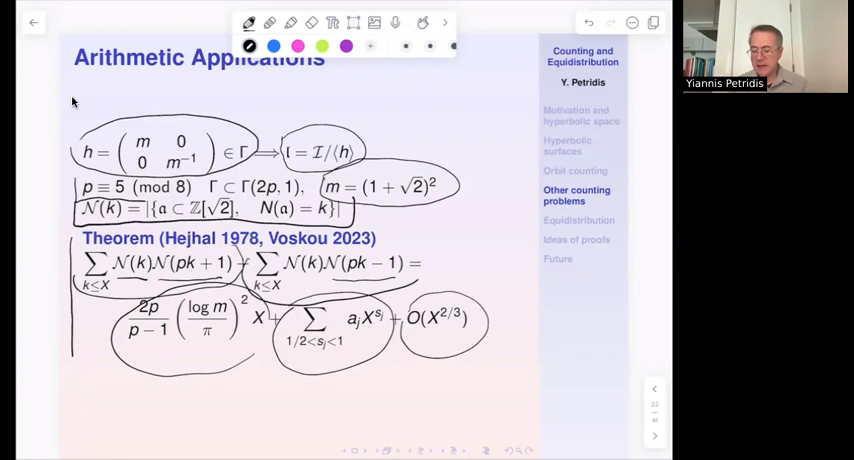 Arithmetic Applications
h = ( m 0 0 m⁻¹ ) ∈ Γ ⟹ l = I/⟨h⟩
p ≡ 5 (mod 8) Γ ⊂ Γ(2p, 1), m = (1 + √2)²
N(k) = |{𝔞 ⊂ ℤ[√2], N(𝔞) = k}|
Theorem (Hejhal 1978, Voskou 2023)
∑_{k≤X} N(k)N(pk + 1) + ∑_{k≤X} N(k)N(pk − 1) =
2p/(p − 1) (log m/π)² X + ∑_{1/2<s_j<1} a_j X^{s_j} + O(X^{2/3})
Counting and
Equidistribution
Y. Petridis
Motivation and
hyperbolic space
Hyperbolic
surfaces
Orbit counting
Other counting
problems
Equidistribution
Ideas of proofs
Future
22
41
Yiannis Petridis